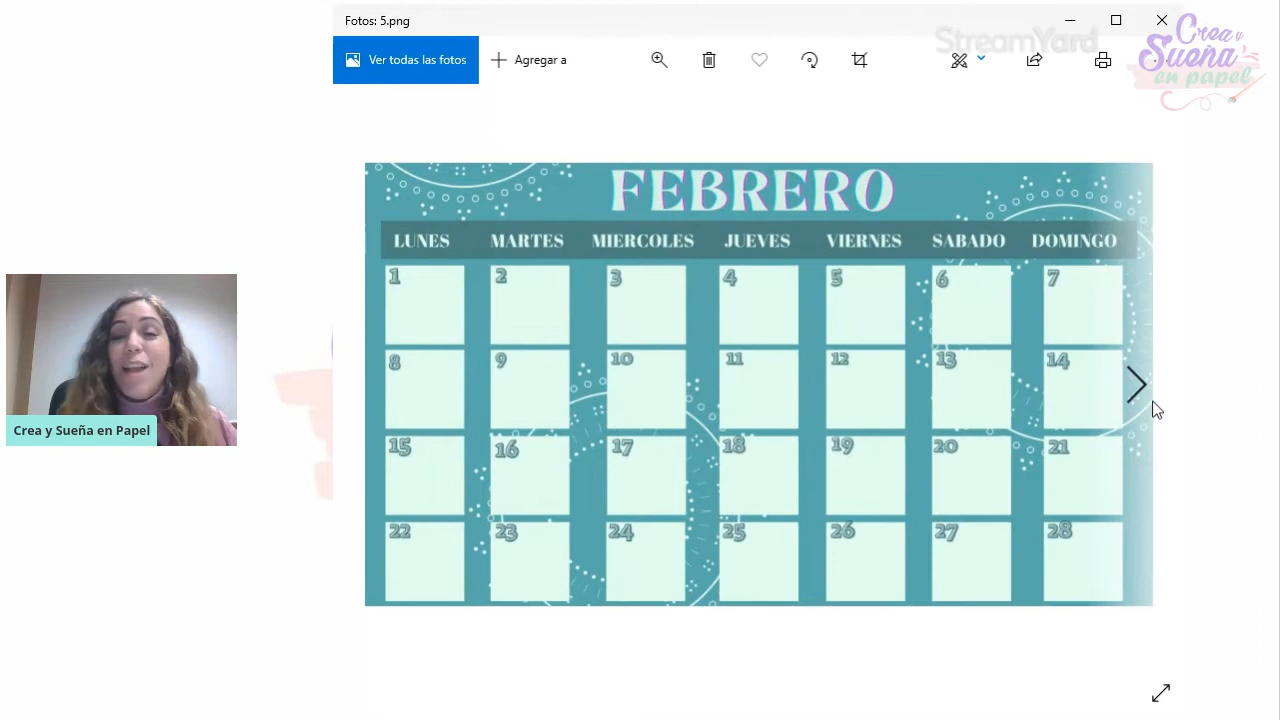 Fotos: 5.png
StreamYard
Crea y
Sueña
en papel
Ver todas las fotos
Agregar a
FEBRERO
LUNES MARTES MIERCOLES JUEVES VIERNES SABADO DOMINGO
1 2 3 4 5 6 7
8 9 10 11 12 13 14
15 16 17 18 19 20 21
22 23 24 25 26 27 28
Crea y Sueña en Papel